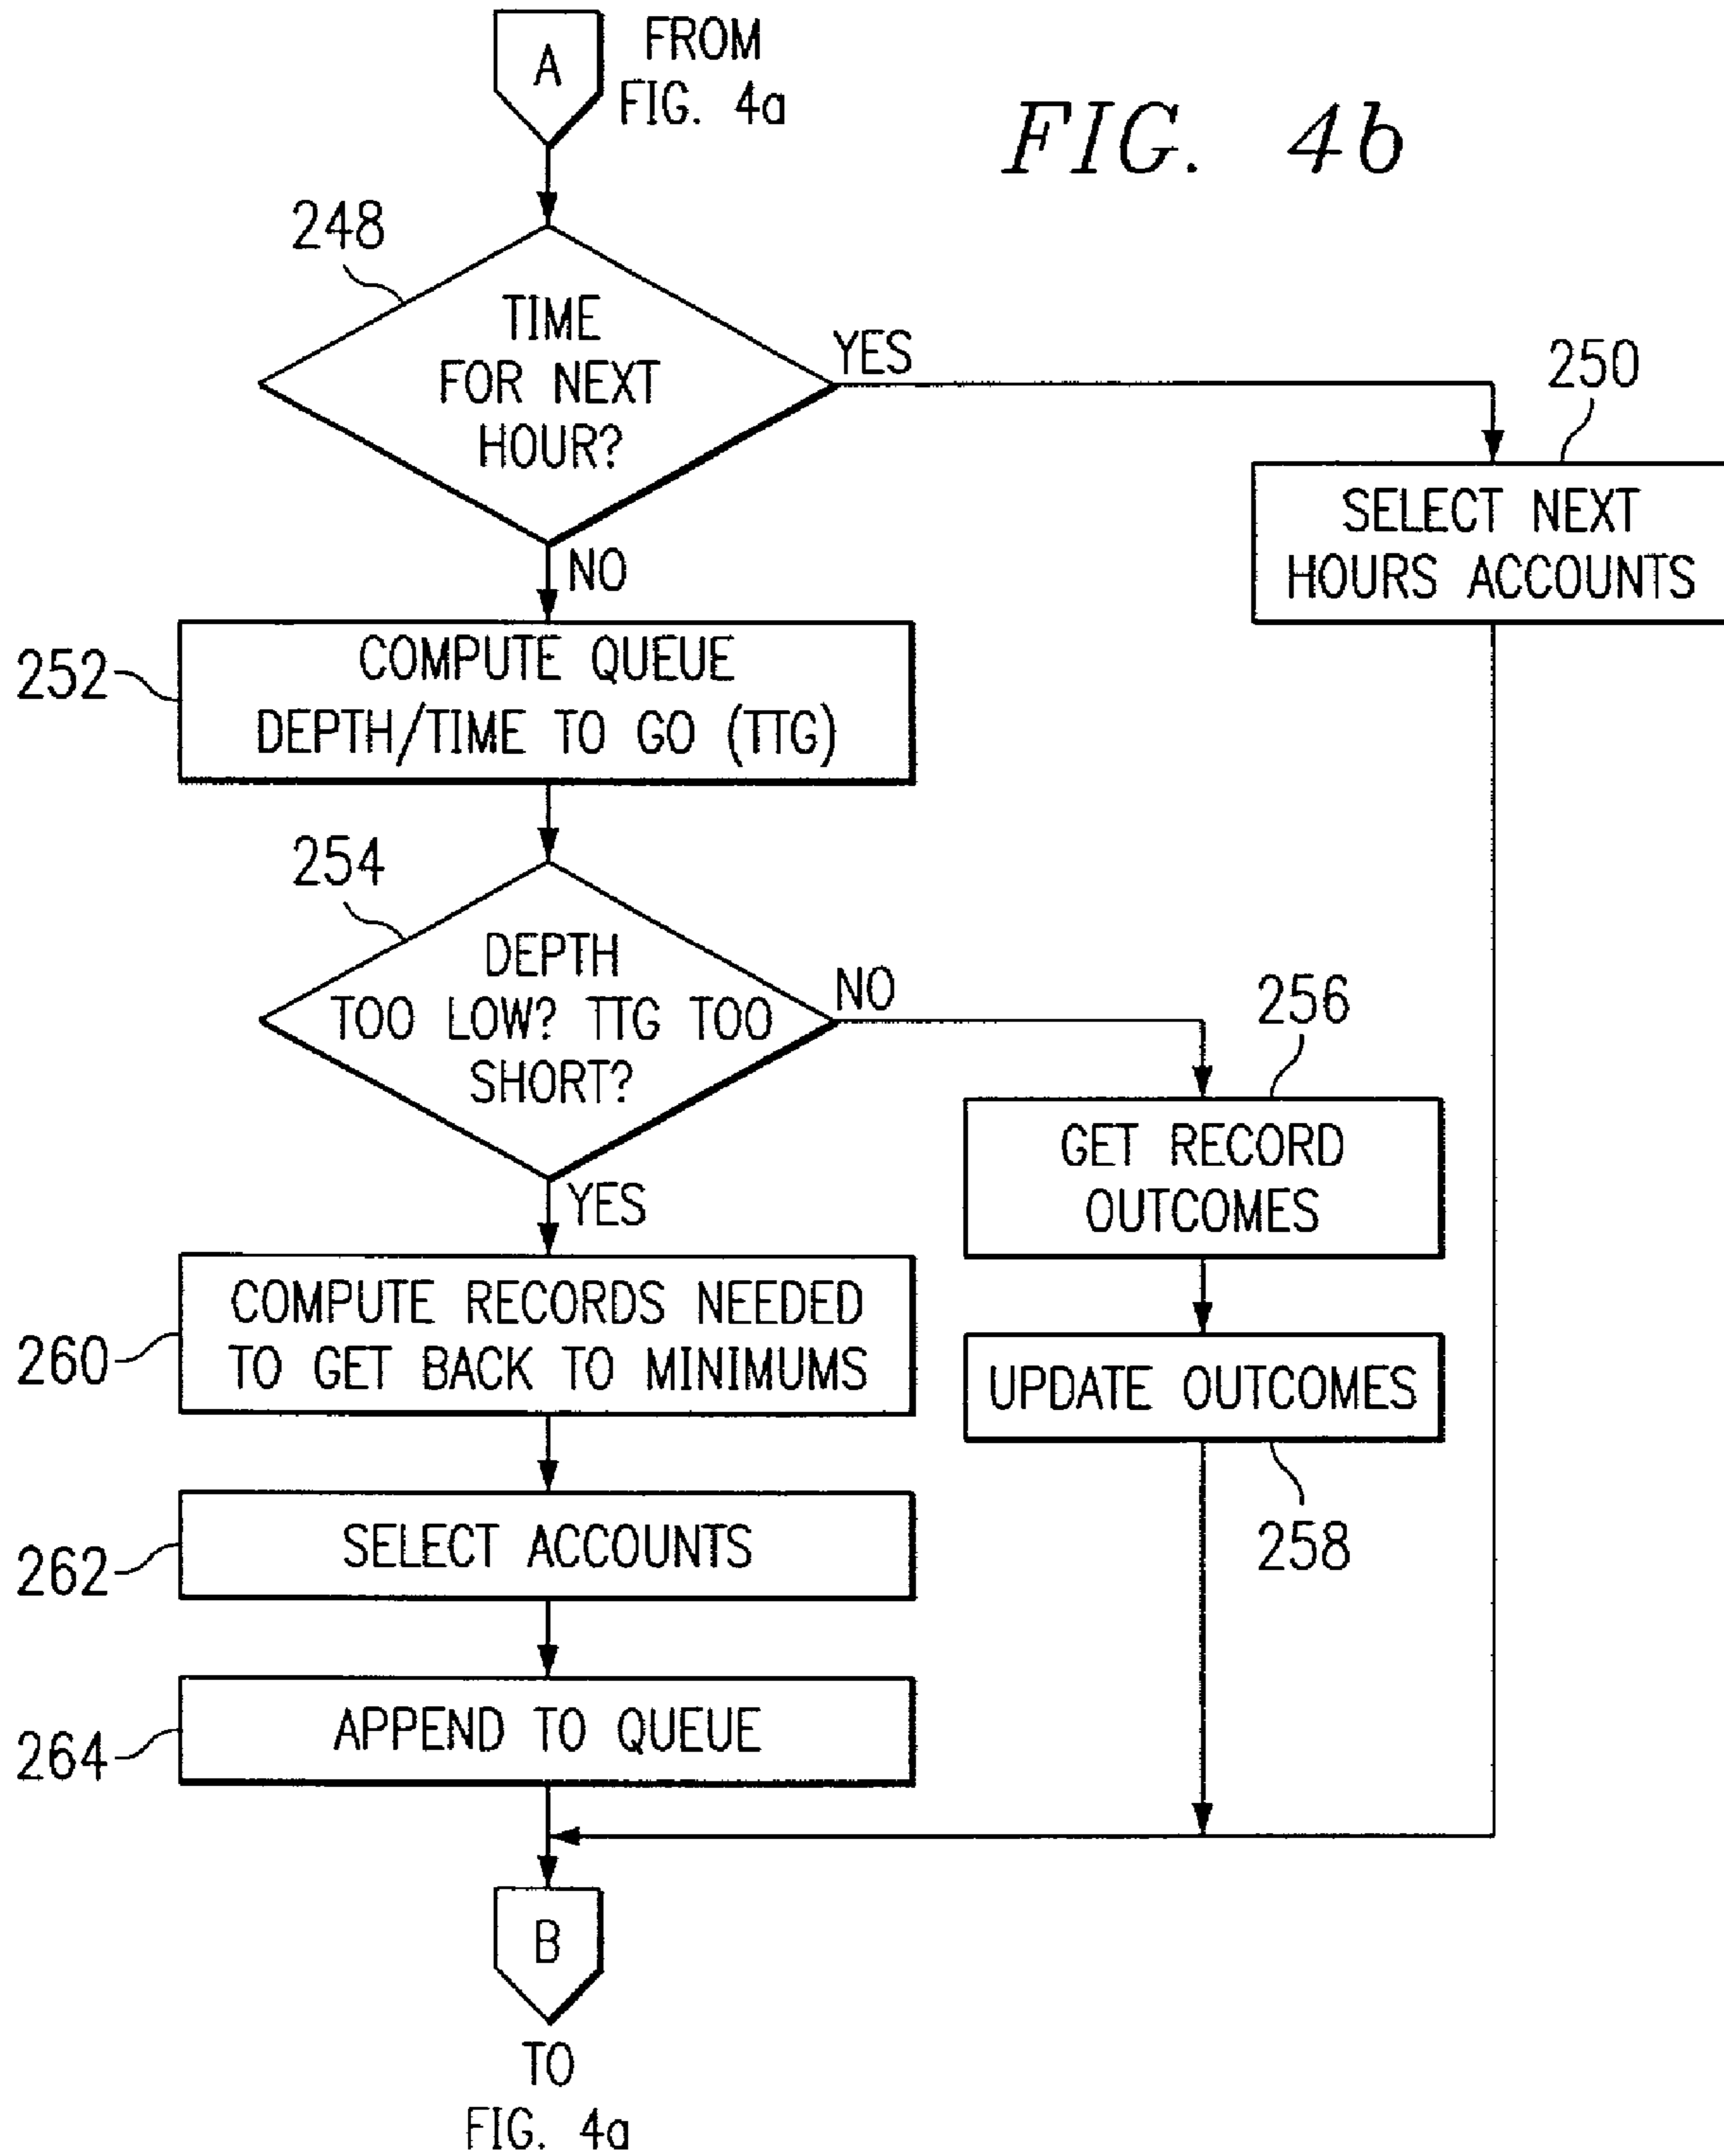 A
FROM
FIG. 4a
FIG. 4b
248
TIME
FOR NEXT
HOUR?
YES
250
SELECT NEXT
HOURS ACCOUNTS
NO
252
COMPUTE QUEUE
DEPTH/TIME TO GO (TTG)
254
DEPTH
TOO LOW? TTG TOO
SHORT?
NO
256
GET RECORD
OUTCOMES
YES
260
COMPUTE RECORDS NEEDED
TO GET BACK TO MINIMUMS
UPDATE OUTCOMES
258
262
SELECT ACCOUNTS
264
APPEND TO QUEUE
B
TO
FIG. 4a